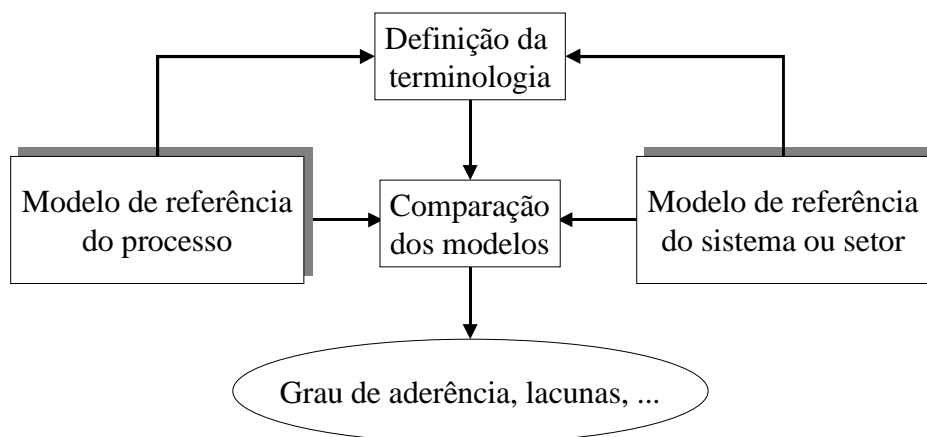 Definição da
terminologia
Modelo de referência
do processo
Comparação
dos modelos
Modelo de referência
do sistema ou setor
Grau de aderência, lacunas, ...